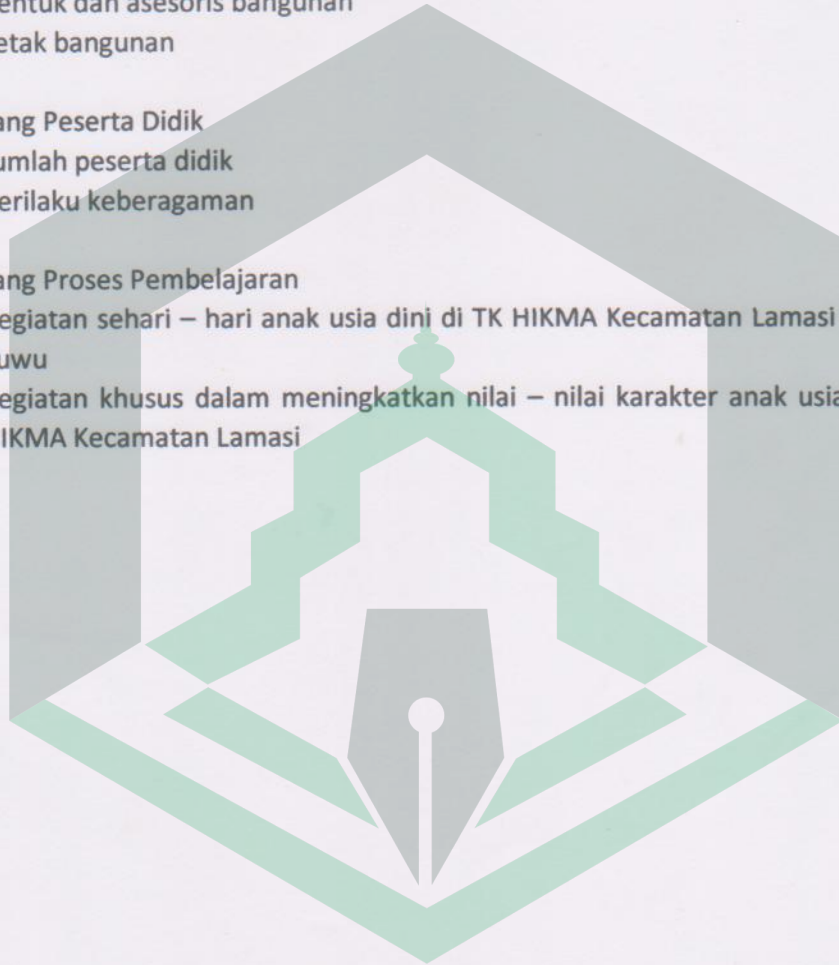 entuk dan asesoris bangunan
etak bangunan
ang Peserta Didik
umlah peserta didik
erilaku keberagaman
ang Proses Pembelajaran
egiatan sehari – hari anak usia dini di TK HIKMA Kecamatan Lamasi
uwu
egiatan khusus dalam meningkatkan nilai – nilai karakter anak usia
IKMA Kecamatan Lamasi